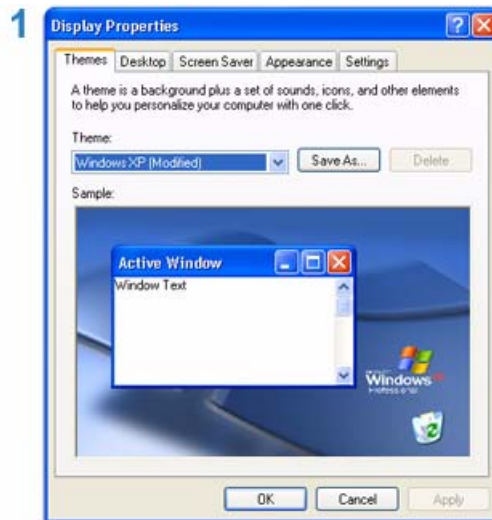 1
Display Properties
Themes Desktop Screen Saver Appearance Settings
A theme is a background plus a set of sounds, icons, and other elements
to help you personalize your computer with one click.
Theme:
Windows XP (Modified) Save As... Delete
Sample:
Active Window
Window Text
Windows
Professional
OK Cancel Apply